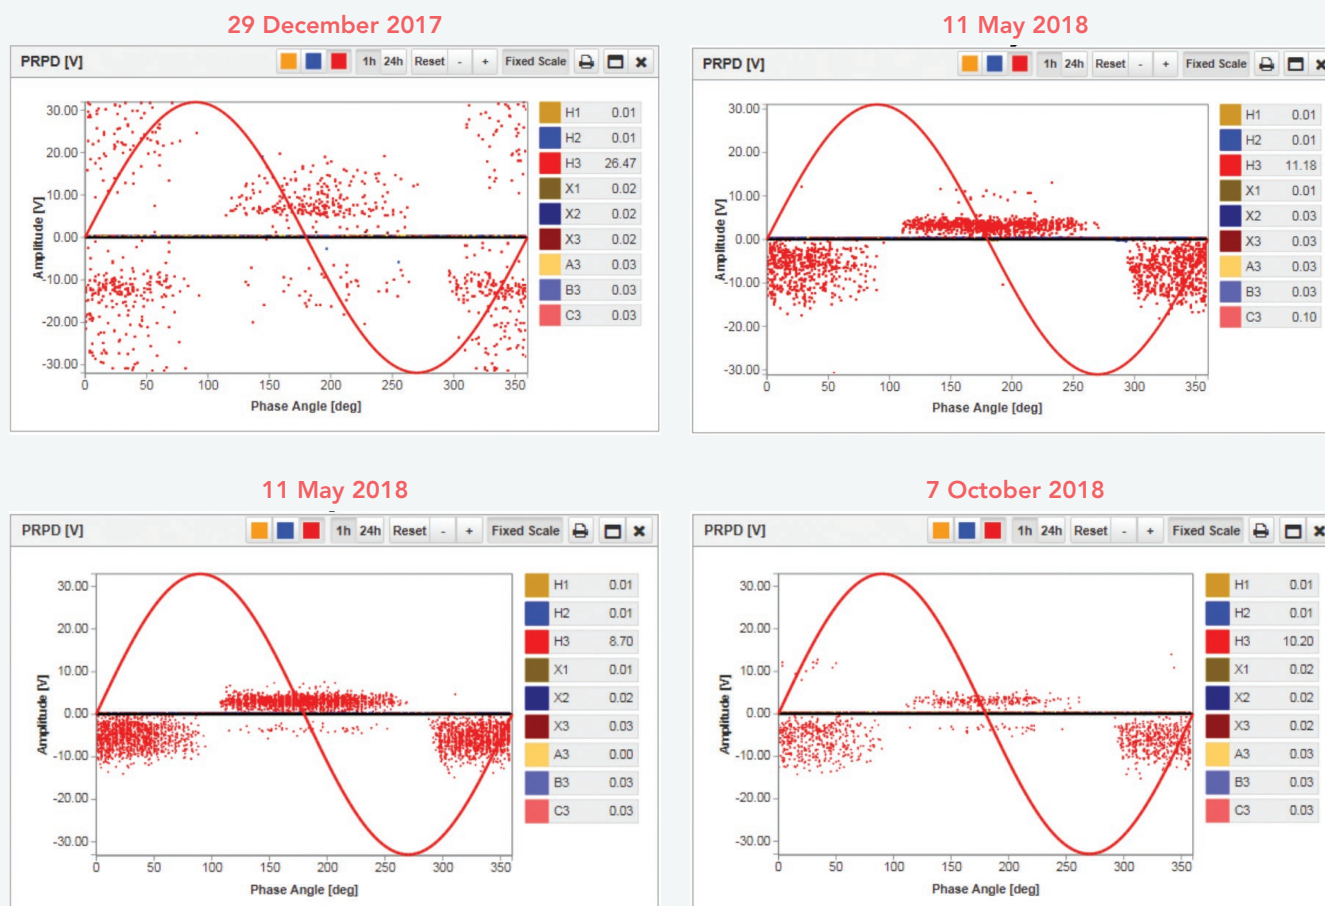 29 December 2017
PRPD [V]
1h 24h Reset - + Fixed Scale
30.00
20.00
10.00
0.00
-10.00
-20.00
-30.00
Amplitude [V]
0 50 100 150 200 250 300 350
Phase Angle [deg]
H1 0.01
H2 0.01
H3 26.47
X1 0.02
X2 0.02
X3 0.02
A3 0.03
B3 0.03
C3 0.03
11 May 2018
PRPD [V]
1h 24h Reset - + Fixed Scale
30.00
20.00
10.00
0.00
-10.00
-20.00
-30.00
Amplitude [V]
0 50 100 150 200 250 300 350
Phase Angle [deg]
H1 0.01
H2 0.01
H3 11.18
X1 0.01
X2 0.03
X3 0.03
A3 0.03
B3 0.03
C3 0.10
11 May 2018
PRPD [V]
1h 24h Reset - + Fixed Scale
30.00
20.00
10.00
0.00
-10.00
-20.00
-30.00
Amplitude [V]
0 50 100 150 200 250 300 350
Phase Angle [deg]
H1 0.01
H2 0.01
H3 8.70
X1 0.01
X2 0.02
X3 0.03
A3 0.00
B3 0.03
C3 0.03
7 October 2018
PRPD [V]
1h 24h Reset - + Fixed Scale
30.00
20.00
10.00
0.00
-10.00
-20.00
-30.00
Amplitude [V]
0 50 100 150 200 250 300 350
Phase Angle [deg]
H1 0.01
H2 0.01
H3 10.20
X1 0.02
X2 0.02
X3 0.02
A3 0.03
B3 0.03
C3 0.03